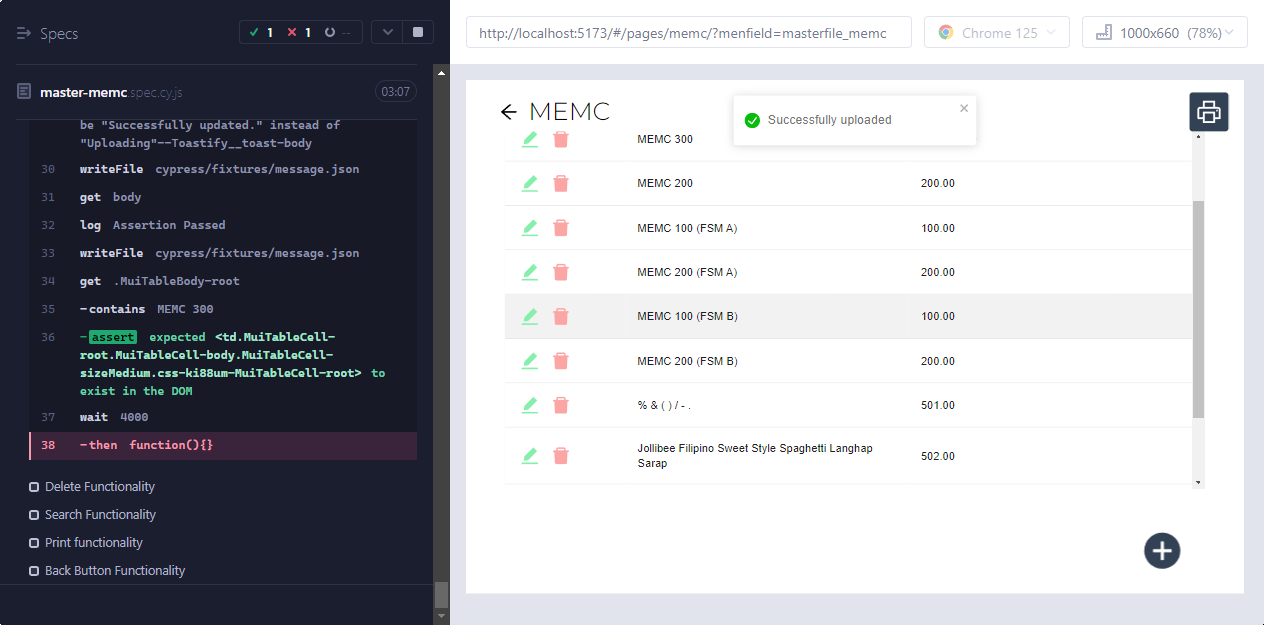 Specs
1
1
--
master-memc.spec.cy.js
03:07
be "Successfully updated." instead of
"Uploading"--Toastify__toast-body
30 writeFile cypress/fixtures/message.json
31 get body
32 log Assertion Passed
33 writeFile cypress/fixtures/message.json
34 get .MuiTableBody-root
35 -contains MEMC 300
36 -assert expected <td.MuiTableCell-
root.MuiTableCell-body.MuiTableCell-
sizeMedium.css-ki88um-MuiTableCell-root> to
exist in the DOM
37 wait 4000
38 -then function(){}
Delete Functionality
Search Functionality
Print functionality
Back Button Functionality
http://localhost:5173/#/pages/memc/?menfield=masterfile_memc
Chrome 125
1000x660 (78%)
MEMC
Successfully uploaded
MEMC 300
MEMC 200 200.00
MEMC 100 (FSM A) 100.00
MEMC 200 (FSM A) 200.00
MEMC 100 (FSM B) 100.00
MEMC 200 (FSM B) 200.00
% & ( ) / - . 501.00
Jollibee Filipino Sweet Style Spaghetti Langhap
Sarap
502.00